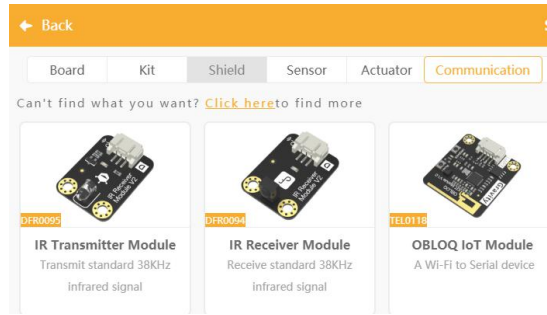 Back
Board Kit Shield Sensor Actuator Communication
Can't find what you want? Click here to find more
DFR0095 DFR0094 TEL0118
IR Transmitter Module IR Receiver Module OBLOQ IoT Module
Transmit standard 38KHz Receive standard 38KHz A Wi-Fi to Serial device
infrared signal infrared signal